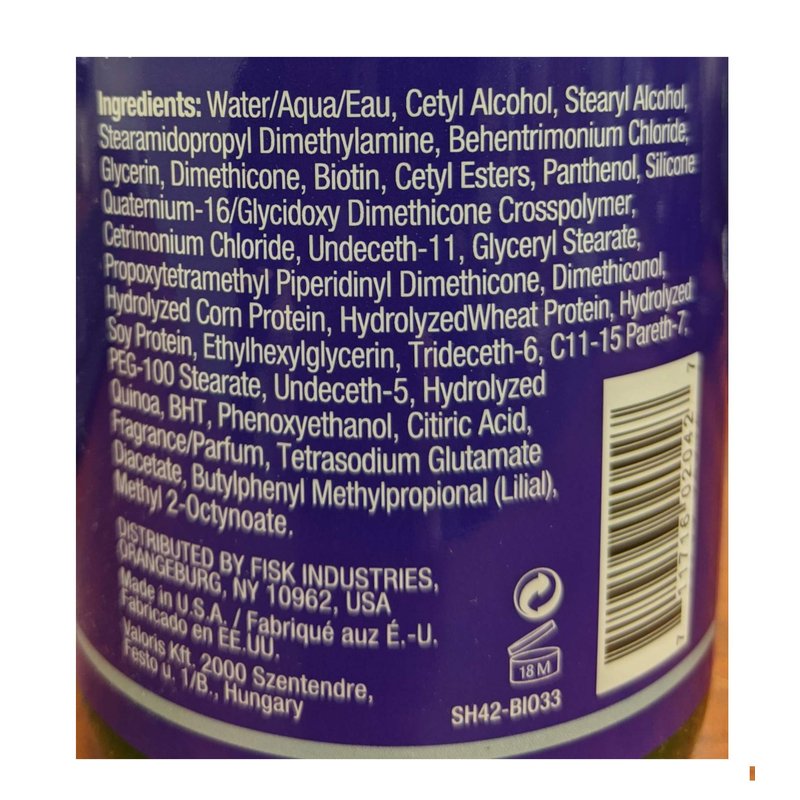 Ingredients: Water/Aqua/Eau, Cetyl Alcohol, Stearyl Alcohol,
Stearamidopropyl Dimethylamine, Behentrimonium Chloride,
Glycerin, Dimethicone, Biotin, Cetyl Esters, Panthenol, Silicone
Quaternium-16/Glycidoxy Dimethicone Crosspolymer,
Cetrimonium Chloride, Undeceth-11, Glyceryl Stearate,
Propoxytetramethyl Piperidinyl Dimethicone, Dimethiconol,
Hydrolyzed Corn Protein, HydrolyzedWheat Protein, Hydrolyzed
Soy Protein, Ethylhexylglycerin, Trideceth-6, C11-15 Pareth-7,
PEG-100 Stearate, Undeceth-5, Hydrolyzed
Quinoa, BHT, Phenoxyethanol, Citiric Acid,
Fragrance/Parfum, Tetrasodium Glutamate
Diacetate, Butylphenyl Methylpropional (Lilial),
Methyl 2-Octynoate.
DISTRIBUTED BY FISK INDUSTRIES,
ORANGEBURG, NY 10962, USA
Made in U.S.A. / Fabriqué auz É.-U.
Fabricado en EE.UU.
Valoris Kft. 2000 Szentendre,
Festo u. 1/B., Hungary
18 M
SH42-BIO33
7 11716 02042 7